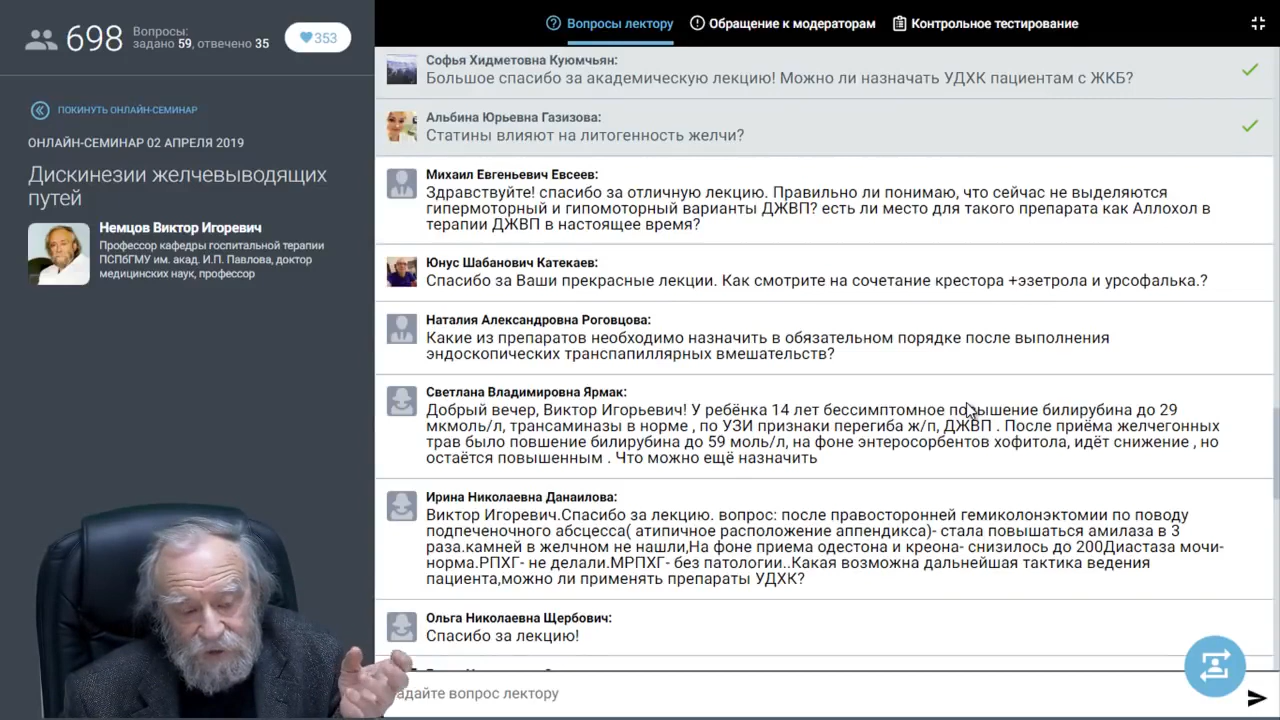 698
Вопросы:
задано 59, отвечено 35
353
ПОКИНУТЬ ОНЛАЙН-СЕМИНАР
ОНЛАЙН-СЕМИНАР 02 АПРЕЛЯ 2019
Дискинезии желчевыводящих
путей
Немцов Виктор Игоревич
Профессор кафедры госпитальной терапии
ПСПбГМУ им. акад. И.П. Павлова, доктор
медицинских наук, профессор
Вопросы лектору
Обращение к модераторам
Контрольное тестирование
Софья Хидметовна Куюмчьян:
Большое спасибо за академическую лекцию! Можно ли назначать УДХК пациентам с ЖКБ?
Альбина Юрьевна Газизова:
Статины влияют на литогенность желчи?
Михаил Евгеньевич Евсеев:
Здравствуйте! спасибо за отличную лекцию. Правильно ли понимаю, что сейчас не выделяются
гипермоторный и гипомоторный варианты ДЖВП? есть ли место для такого препарата как Аллохол в
терапии ДЖВП в настоящее время?
Юнус Шабанович Катекаев:
Спасибо за Ваши прекрасные лекции. Как смотрите на сочетание крестора +эзетрола и урсофалька.?
Наталия Александровна Роговцова:
Какие из препаратов необходимо назначить в обязательном порядке после выполнения
эндоскопических транспапиллярных вмешательств?
Светлана Владимировна Ярмак:
Добрый вечер, Виктор Игорьевич! У ребёнка 14 лет бессимптомное повышение билирубина до 29
мкмоль/л, трансаминазы в норме , по УЗИ признаки перегиба ж/п, ДЖВП . После приёма желчегонных
трав было повшение билирубина до 59 моль/л, на фоне энтеросорбентов хофитола, идёт снижение , но
остаётся повышенным . Что можно ещё назначить
Ирина Николаевна Данаилова:
Виктор Игоревич.Спасибо за лекцию. вопрос: после правосторонней гемиколонэктомии по поводу
подпеченочного абсцесса( атипичное расположение аппендикса)- стала повышаться амилаза в 3
раза.камней в желчном не нашли,На фоне приема одестона и креона- снизилось до 200Диастаза мочи-
норма.РПХГ- не делали.МРПХГ- без патологии..Какая возможна дальнейшая тактика ведения
пациента,можно ли применять препараты УДХК?
Ольга Николаевна Щербович:
Спасибо за лекцию!
адайте вопрос лектору